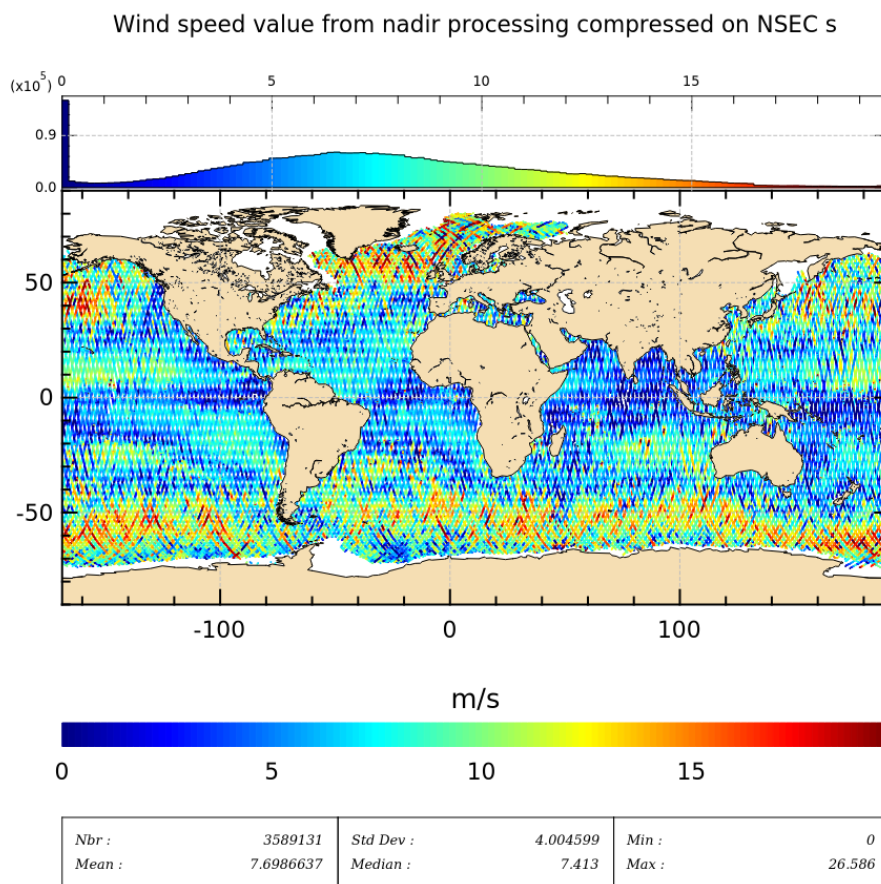 Wind speed value from nadir processing compressed on NSEC s
(x10⁵) 0 5 10 15
0.9
0.0
50
0
-50
-100 0 100
m/s
0 5 10 15
Nbr : 3589131 Std Dev : 4.004599 Min : 0
Mean : 7.6986637 Median : 7.413 Max : 26.586